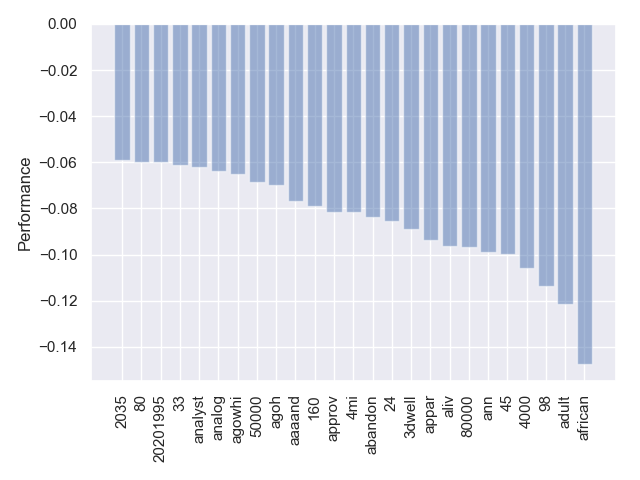 0.00
−0.02
−0.04
−0.06
−0.08
−0.10
−0.12
−0.14
Performance
2035
80
20201995
33
analyst
analog
agowhi
50000
agoh
aaaand
160
approv
4mi
abandon
24
3dwell
appar
aliv
80000
ann
45
4000
98
adult
african